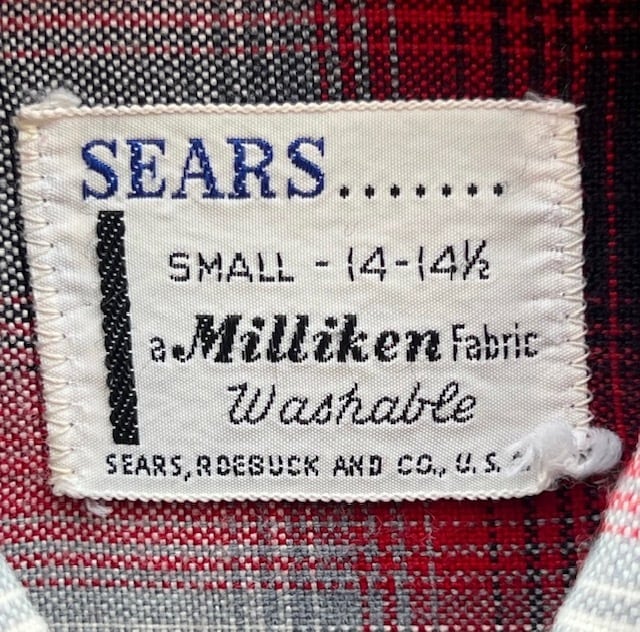 SEARS.......
SMALL - 14-14½
a Milliken Fabric
Washable
SEARS, ROEBUCK AND CO., U.S.